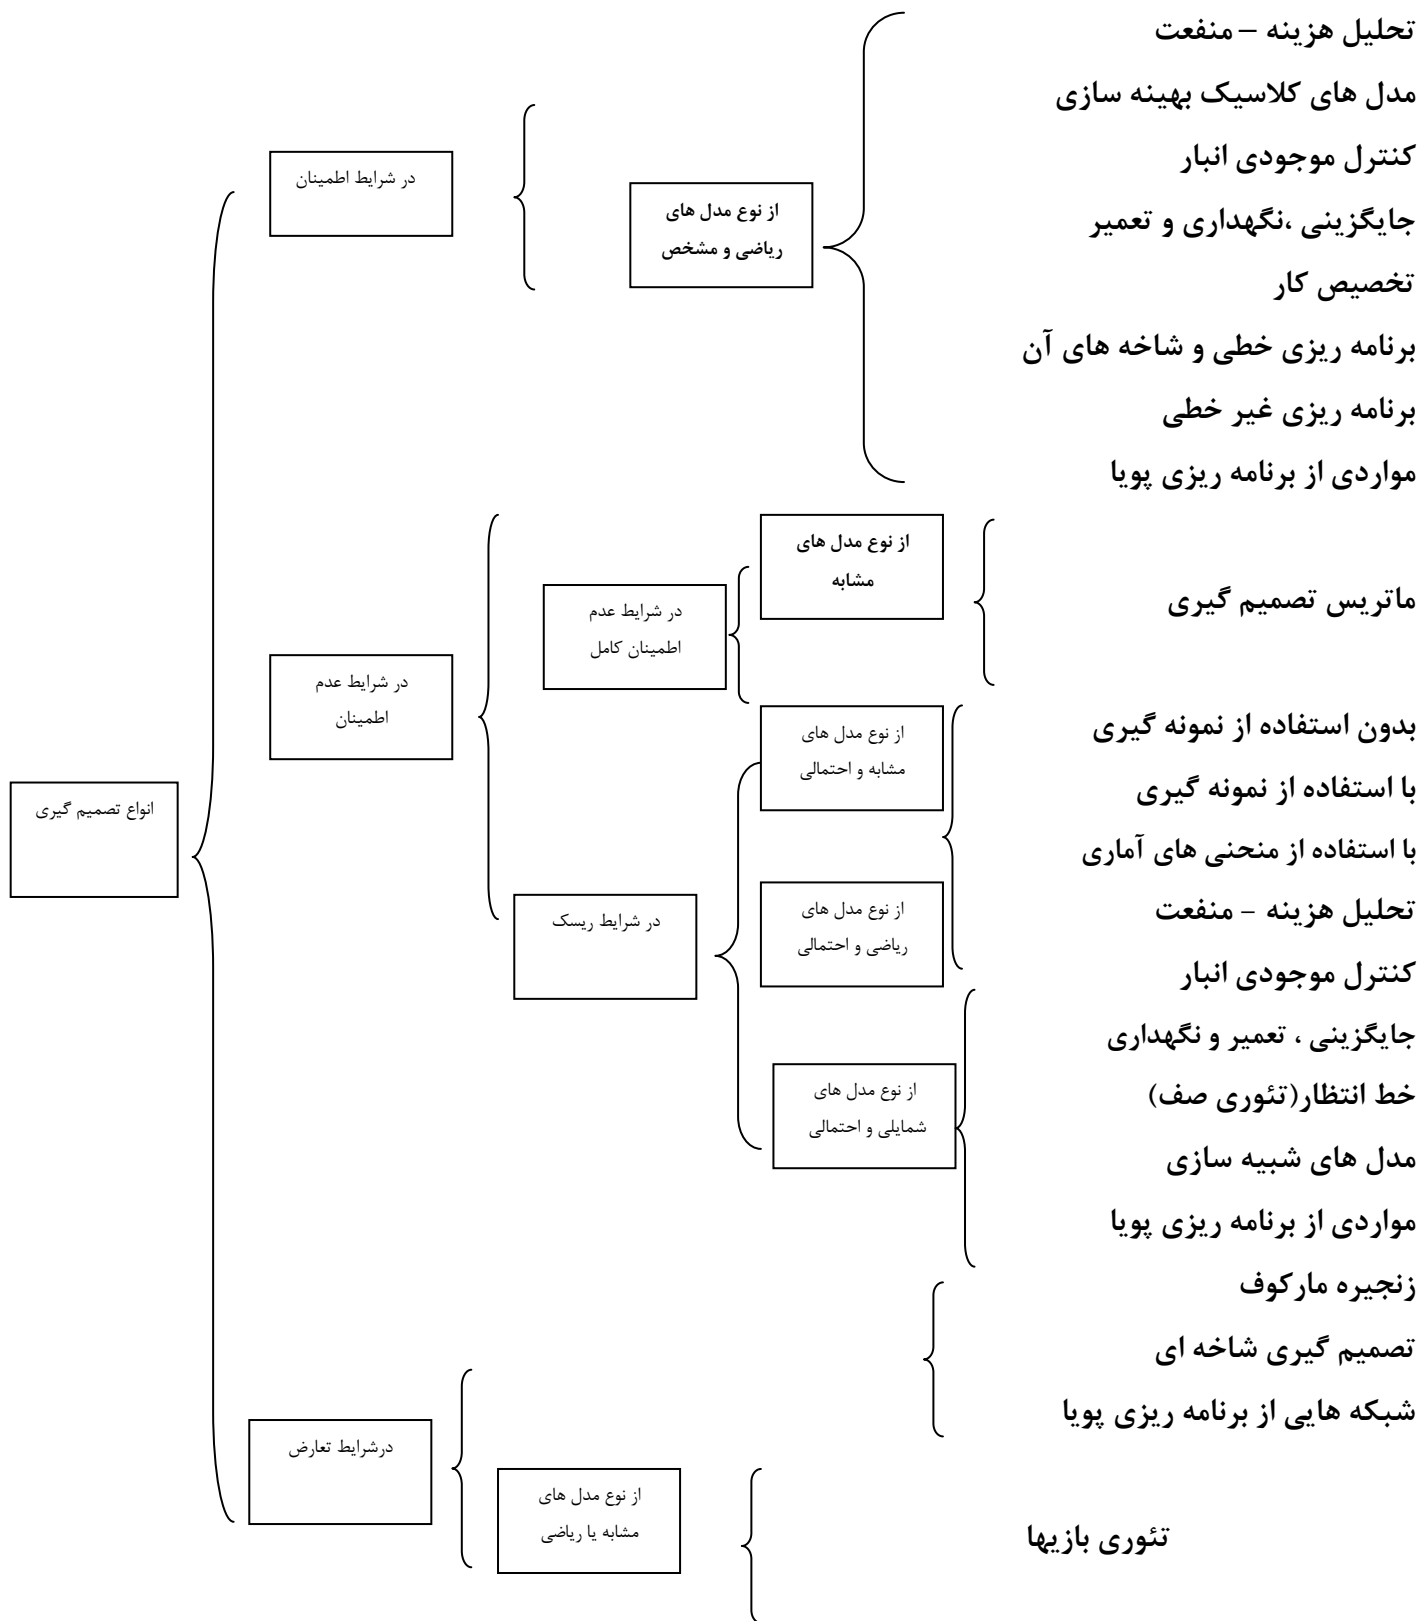 تحلیل هزینه – منفعت
مدل های کلاسیک بهینه سازی
کنترل موجودی انبار
در شرایط اطمینان
از نوع مدل های
ریاضی و مشخص
جایگزینی ،نگهداری و تعمیر
تخصیص کار
برنامه ریزی خطی و شاخه های آن
برنامه ریزی غیر خطی
مواردی از برنامه ریزی پویا
از نوع مدل های
مشابه
ماتریس تصمیم گیری
در شرایط عدم
اطمینان کامل
در شرایط عدم
اطمینان
از نوع مدل های
مشابه و احتمالی
بدون استفاده از نمونه گیری
با استفاده از نمونه گیری
انواع تصمیم گیری
با استفاده از منحنی های آماری
از نوع مدل های
ریاضی و احتمالی
در شرایط ریسک
تحلیل هزینه - منفعت
کنترل موجودی انبار
جایگزینی ، تعمیر و نگهداری
از نوع مدل های
شمایلی و احتمالی
خط انتظار(تئوری صف)
مدل های شبیه سازی
مواردی از برنامه ریزی پویا
زنجیره مارکوف
تصمیم گیری شاخه ای
شبکه هایی از برنامه ریزی پویا
درشرایط تعارض
از نوع مدل های
مشابه یا ریاضی
تئوری بازیها